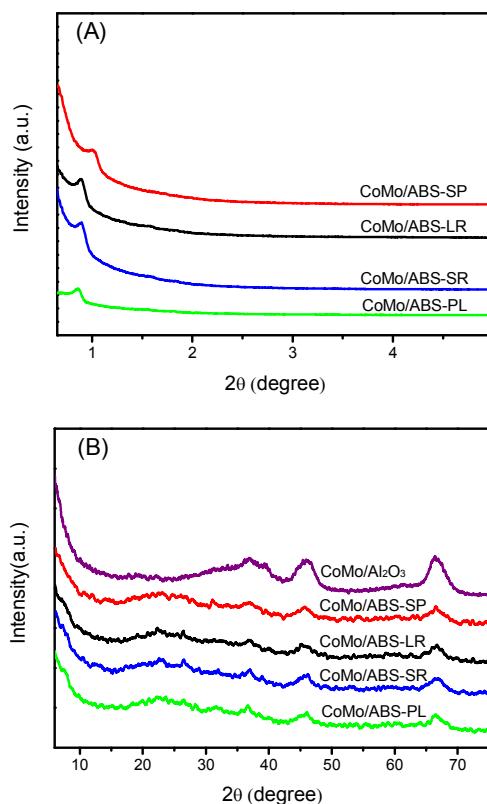 (A)
Intensity (a.u.)
CoMo/ABS-SP
CoMo/ABS-LR
CoMo/ABS-SR
CoMo/ABS-PL
1 2 3 4
2θ (degree)
(B)
Intensity(a.u.)
CoMo/Al₂O₃
CoMo/ABS-SP
CoMo/ABS-LR
CoMo/ABS-SR
CoMo/ABS-PL
10 20 30 40 50 60 70
2θ (degree)